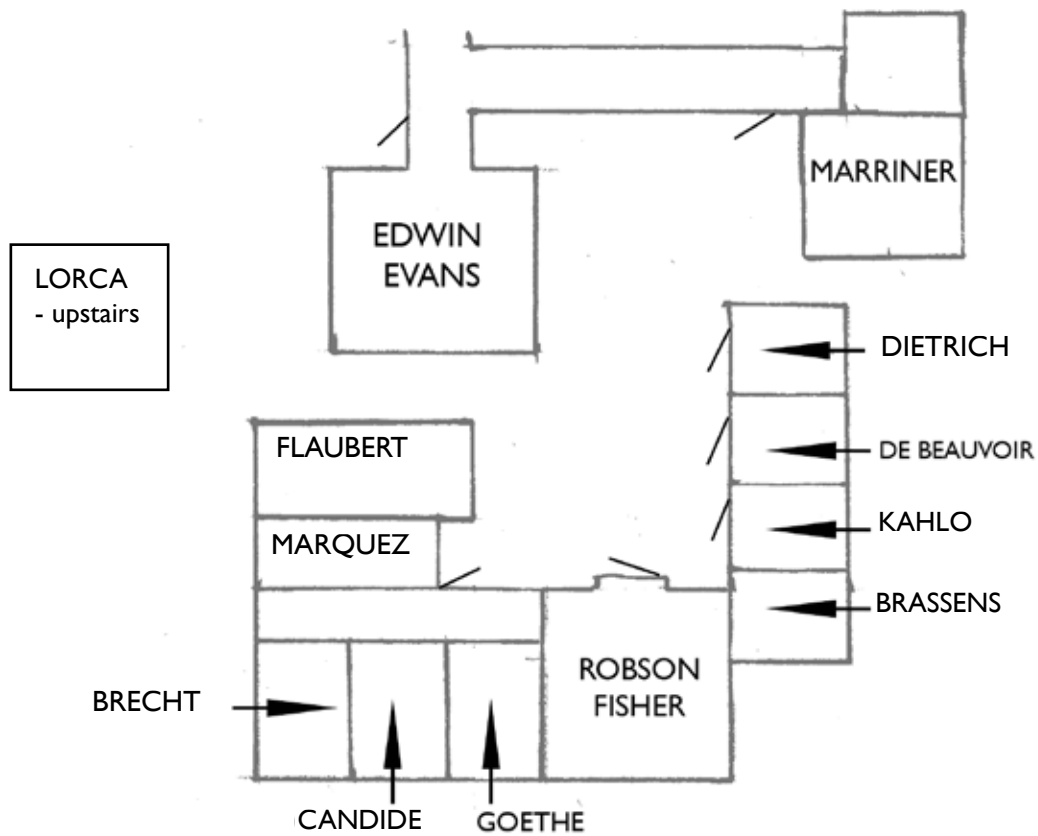 MARRINER
EDWIN
EVANS
LORCA
- upstairs
DIETRICH
FLAUBERT
DE BEAUVOIR
KAHLO
MARQUEZ
BRASSENS
ROBSON
FISHER
BRECHT
CANDIDE
GOETHE